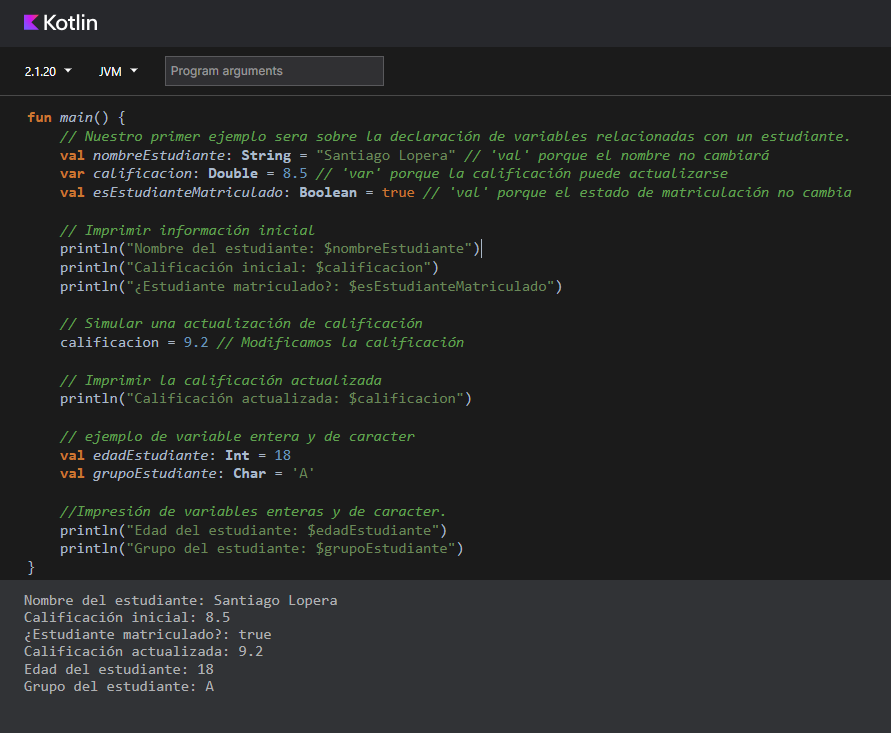 Kotlin
2.1.20 JVM Program arguments
fun main() {
    // Nuestro primer ejemplo sera sobre la declaración de variables relacionadas con un estudiante.
    val nombreEstudiante: String = "Santiago Lopera" // 'val' porque el nombre no cambiará
    var calificacion: Double = 8.5 // 'var' porque la calificación puede actualizarse
    val esEstudianteMatriculado: Boolean = true // 'val' porque el estado de matriculación no cambia

    // Imprimir información inicial
    println("Nombre del estudiante: $nombreEstudiante")
    println("Calificación inicial: $calificacion")
    println("¿Estudiante matriculado?: $esEstudianteMatriculado")

    // Simular una actualización de calificación
    calificacion = 9.2 // Modificamos la calificación

    // Imprimir la calificación actualizada
    println("Calificación actualizada: $calificacion")

    // ejemplo de variable entera y de caracter
    val edadEstudiante: Int = 18
    val grupoEstudiante: Char = 'A'

    //Impresión de variables enteras y de caracter.
    println("Edad del estudiante: $edadEstudiante")
    println("Grupo del estudiante: $grupoEstudiante")
}
Nombre del estudiante: Santiago Lopera
Calificación inicial: 8.5
¿Estudiante matriculado?: true
Calificación actualizada: 9.2
Edad del estudiante: 18
Grupo del estudiante: A